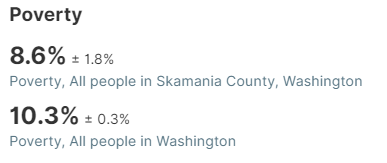 Poverty
8.6% ± 1.8%
Poverty, All people in Skamania County, Washington
10.3% ± 0.3%
Poverty, All people in Washington